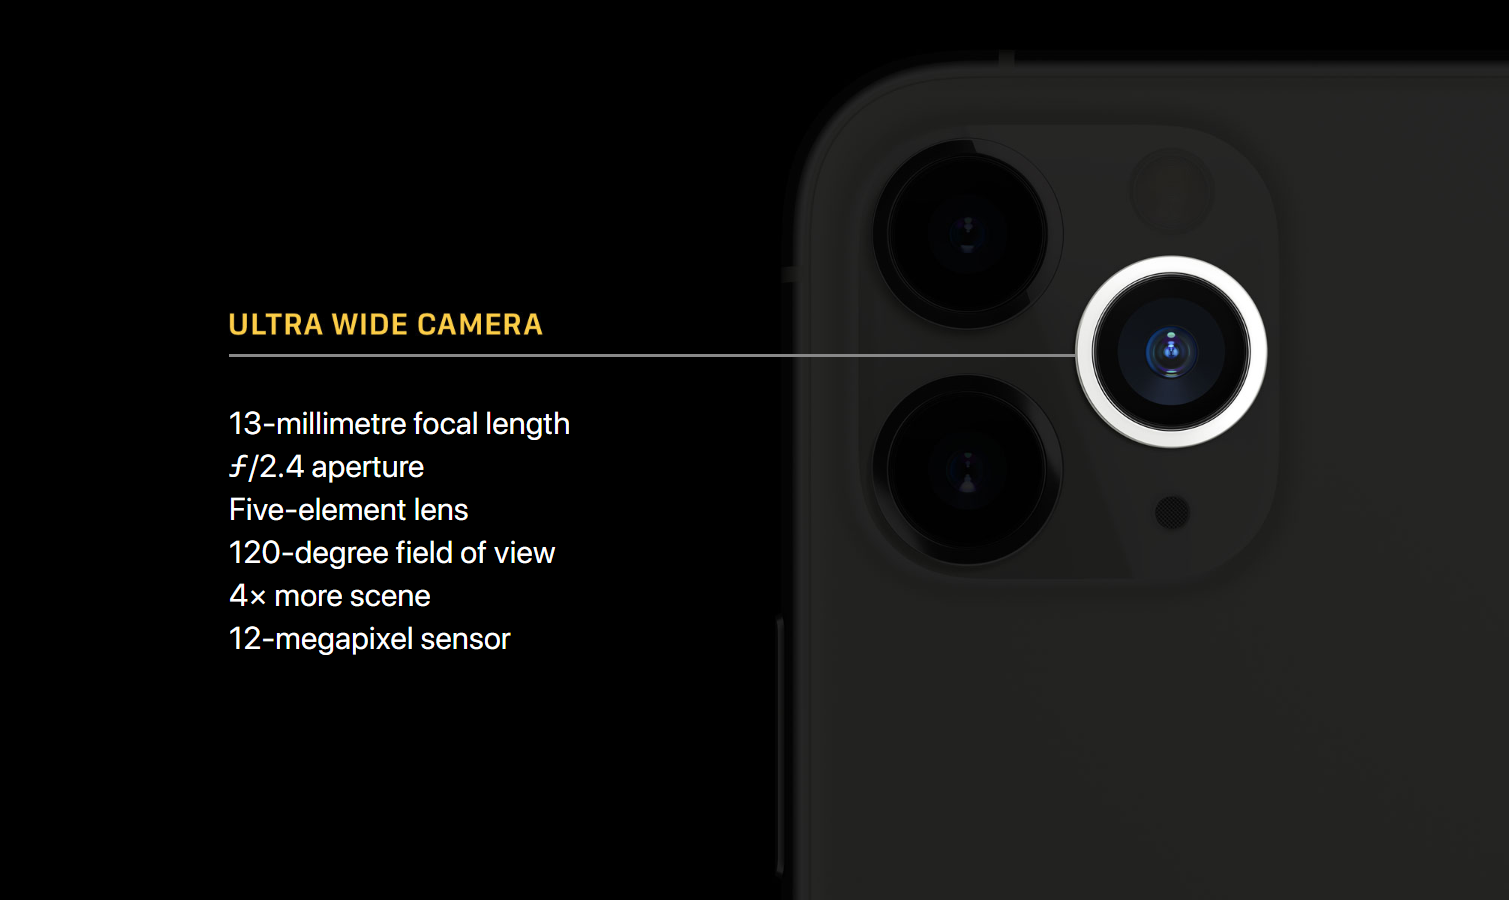 ULTRA WIDE CAMERA
13-millimetre focal length
ƒ/2.4 aperture
Five-element lens
120-degree field of view
4× more scene
12-megapixel sensor